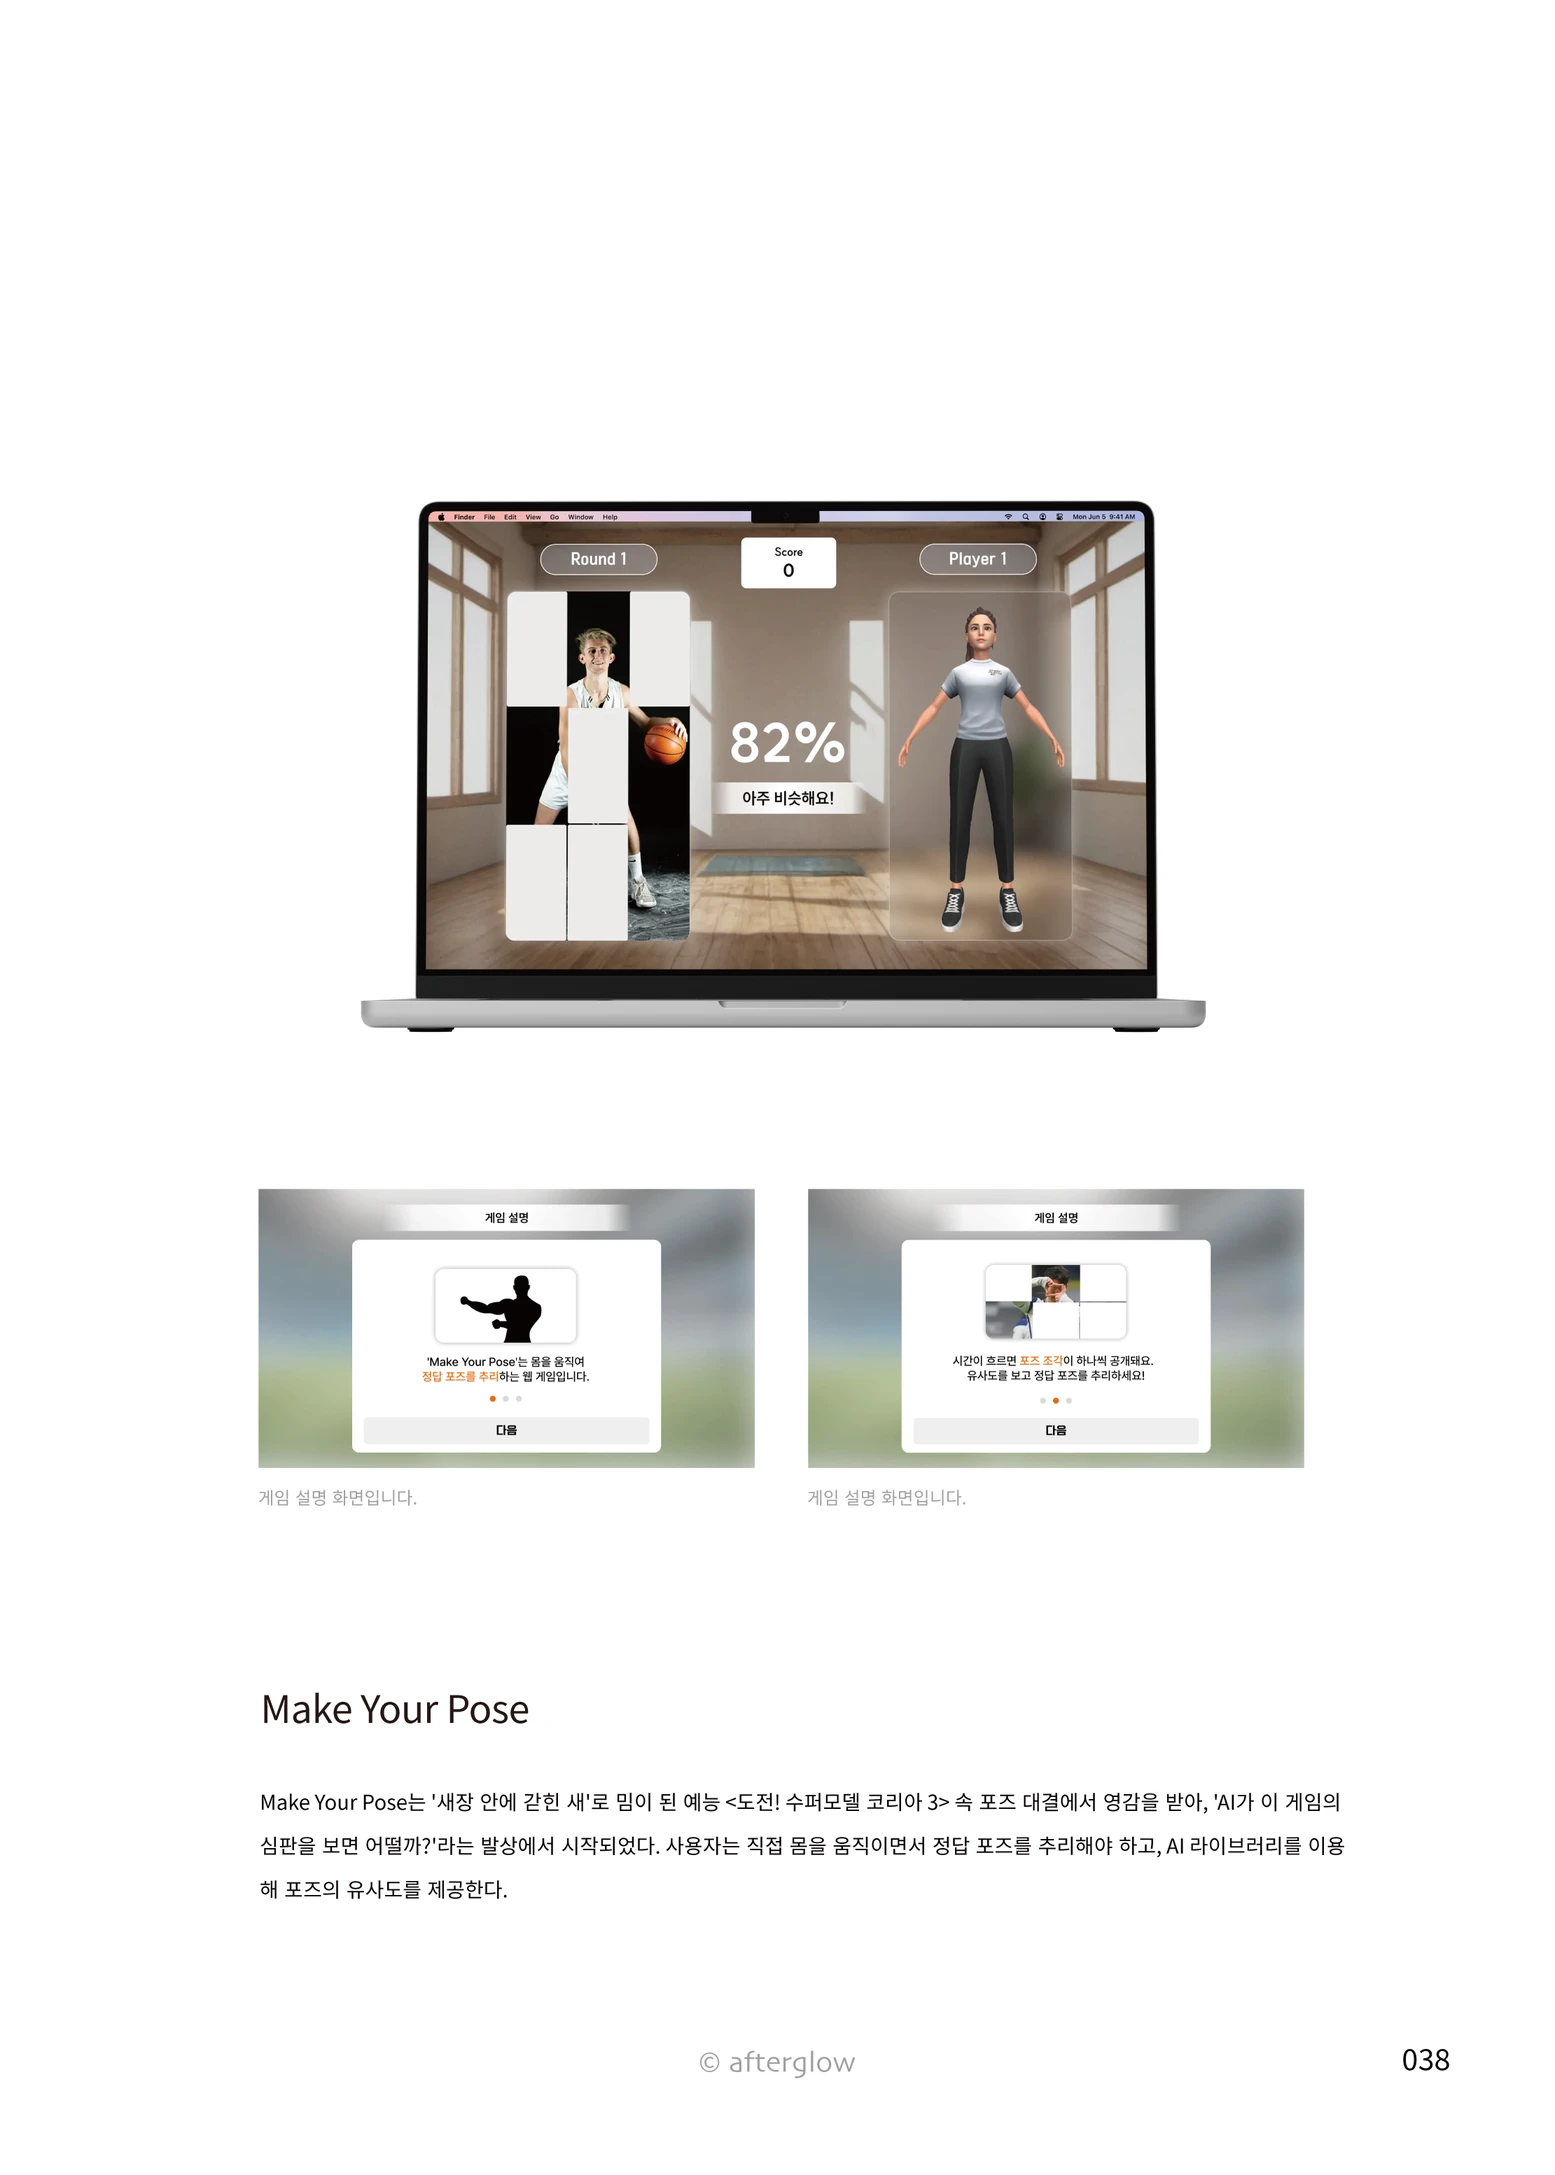 Finder File Edit View Go Window Help Mon Jun 5 9:41 AM
Round 1
Score
0
Player 1
82%
아주 비슷해요!
게임 설명
'Make Your Pose'는 몸을 움직여
정답 포즈를 추리하는 웹 게임입니다.
다음
게임 설명 화면입니다.
게임 설명
시간이 흐르면 포즈 조각이 하나씩 공개돼요.
유사도를 보고 정답 포즈를 추리하세요!
다음
게임 설명 화면입니다.
Make Your Pose
Make Your Pose는 '새장 안에 갇힌 새'로 밈이 된 예능 <도전! 수퍼모델 코리아 3> 속 포즈 대결에서 영감을 받아, 'AI가 이 게임의
심판을 보면 어떨까?'라는 발상에서 시작되었다. 사용자는 직접 몸을 움직이면서 정답 포즈를 추리해야 하고, AI 라이브러리를 이용
해 포즈의 유사도를 제공한다.
© afterglow
038